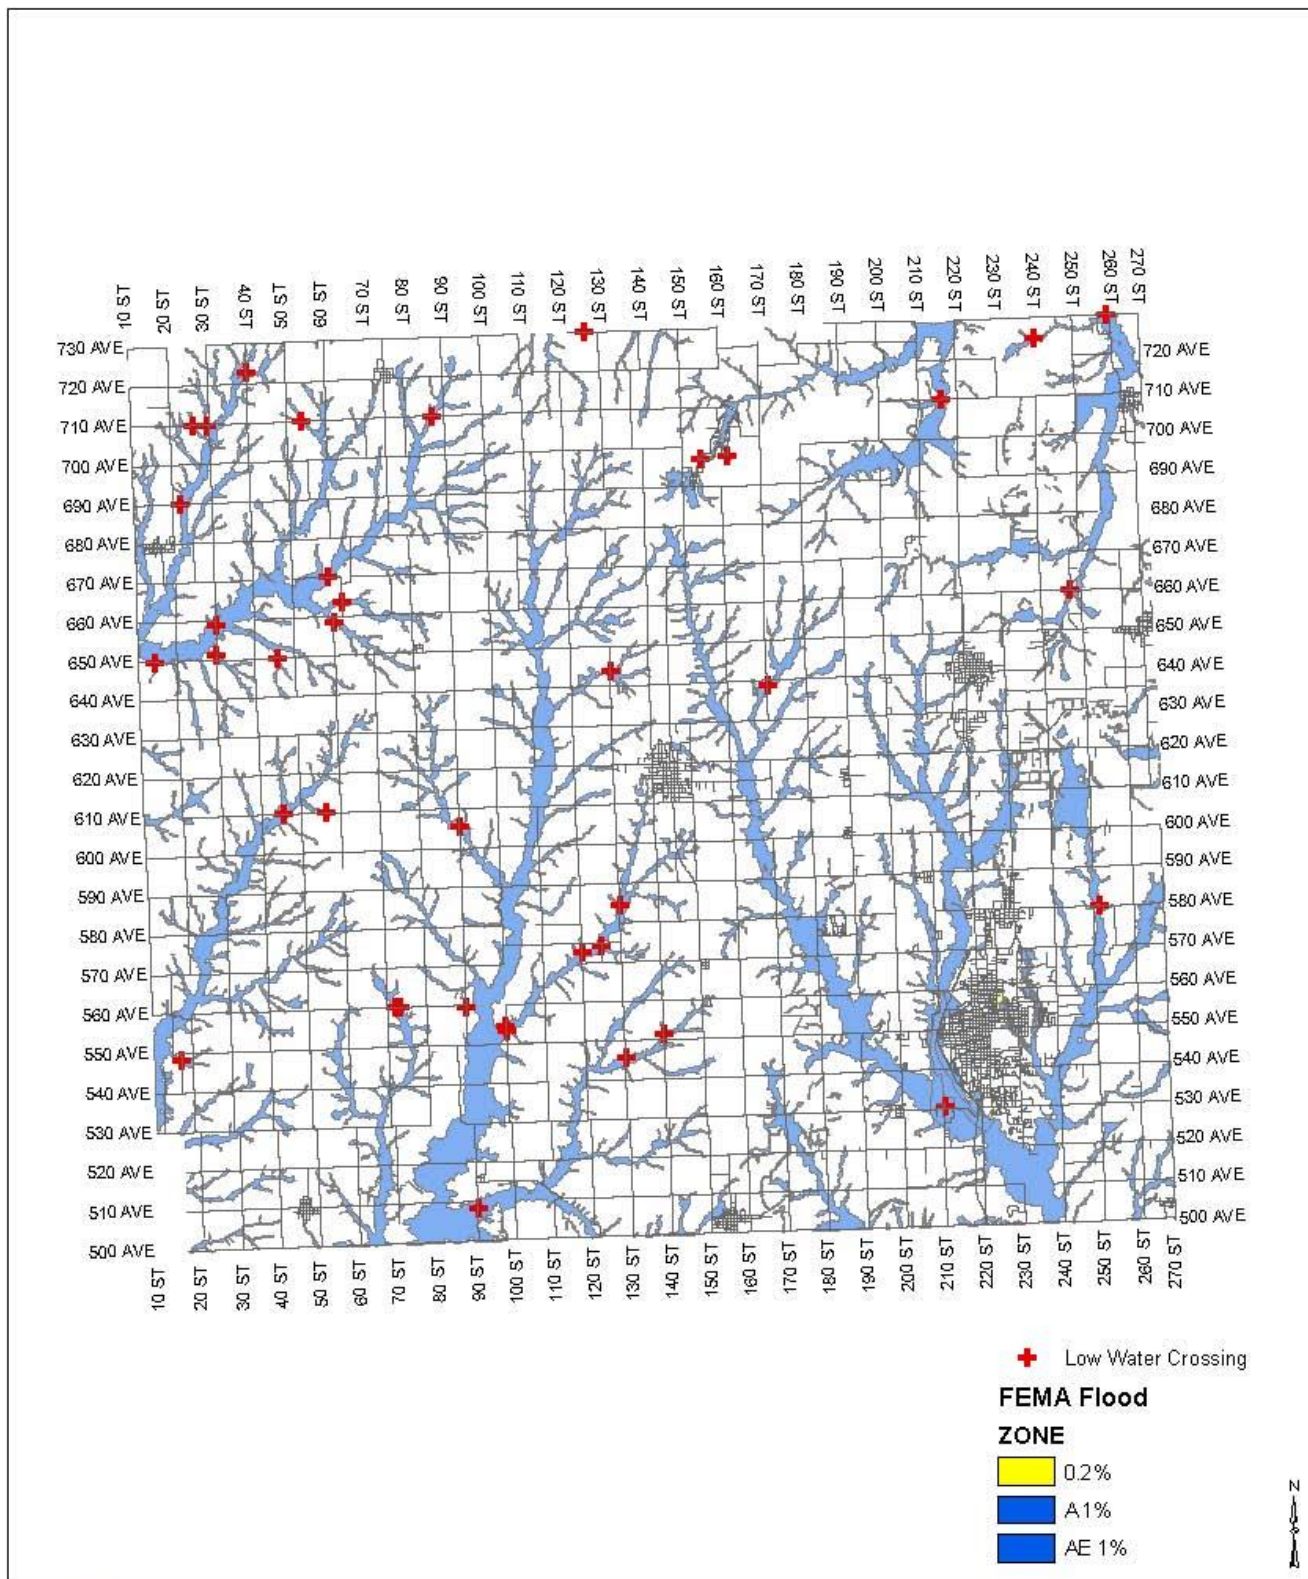 10 ST
20 ST
30 ST
40 ST
50 ST
60 ST
70 ST
80 ST
90 ST
100 ST
110 ST
120 ST
130 ST
140 ST
150 ST
160 ST
170 ST
180 ST
190 ST
200 ST
210 ST
220 ST
230 ST
240 ST
250 ST
260 ST
270 ST
730 AVE
720 AVE
710 AVE
700 AVE
690 AVE
680 AVE
670 AVE
660 AVE
650 AVE
640 AVE
630 AVE
620 AVE
610 AVE
600 AVE
590 AVE
580 AVE
570 AVE
560 AVE
550 AVE
540 AVE
530 AVE
520 AVE
510 AVE
500 AVE
720 AVE
710 AVE
700 AVE
690 AVE
680 AVE
670 AVE
660 AVE
650 AVE
640 AVE
630 AVE
620 AVE
610 AVE
600 AVE
590 AVE
580 AVE
570 AVE
560 AVE
550 AVE
540 AVE
530 AVE
520 AVE
510 AVE
500 AVE
10 ST
20 ST
30 ST
40 ST
50 ST
60 ST
70 ST
80 ST
90 ST
100 ST
110 ST
120 ST
130 ST
140 ST
150 ST
160 ST
170 ST
180 ST
190 ST
200 ST
210 ST
220 ST
230 ST
240 ST
250 ST
260 ST
270 ST
Low Water Crossing
FEMA Flood
ZONE
0.2%
A 1%
AE 1%
N